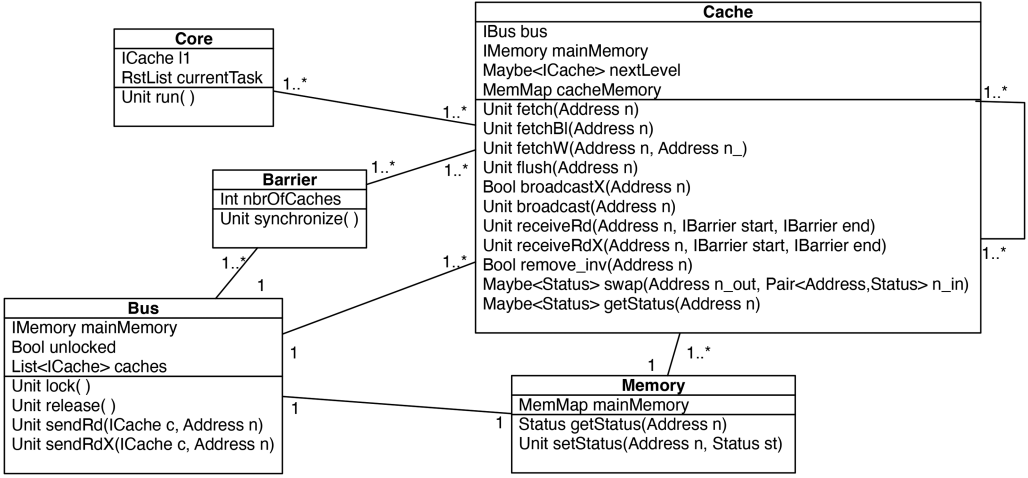 Core
ICache l1
RstList currentTask
Unit run( )
1..*
1..*
Cache
IBus bus
IMemory mainMemory
Maybe<ICache> nextLevel
MemMap cacheMemory
Unit fetch(Address n)
Unit fetchBl(Address n)
Unit fetchW(Address n, Address n_)
Unit flush(Address n)
Bool broadcastX(Address n)
Unit broadcast(Address n)
Unit receiveRd(Address n, IBarrier start, IBarrier end)
Unit receiveRdX(Address n, IBarrier start, IBarrier end)
Bool remove_inv(Address n)
Maybe<Status> swap(Address n_out, Pair<Address,Status> n_in)
Maybe<Status> getStatus(Address n)
1..*
1..*
Barrier
Int nbrOfCaches
Unit synchronize( )
1..*
1..*
1..*
1
Bus
IMemory mainMemory
Bool unlocked
List<ICache> caches
Unit lock( )
Unit release( )
Unit sendRd(ICache c, Address n)
Unit sendRdX(ICache c, Address n)
1..*
1
1
1
1
1..*
Memory
MemMap mainMemory
Status getStatus(Address n)
Unit setStatus(Address n, Status st)